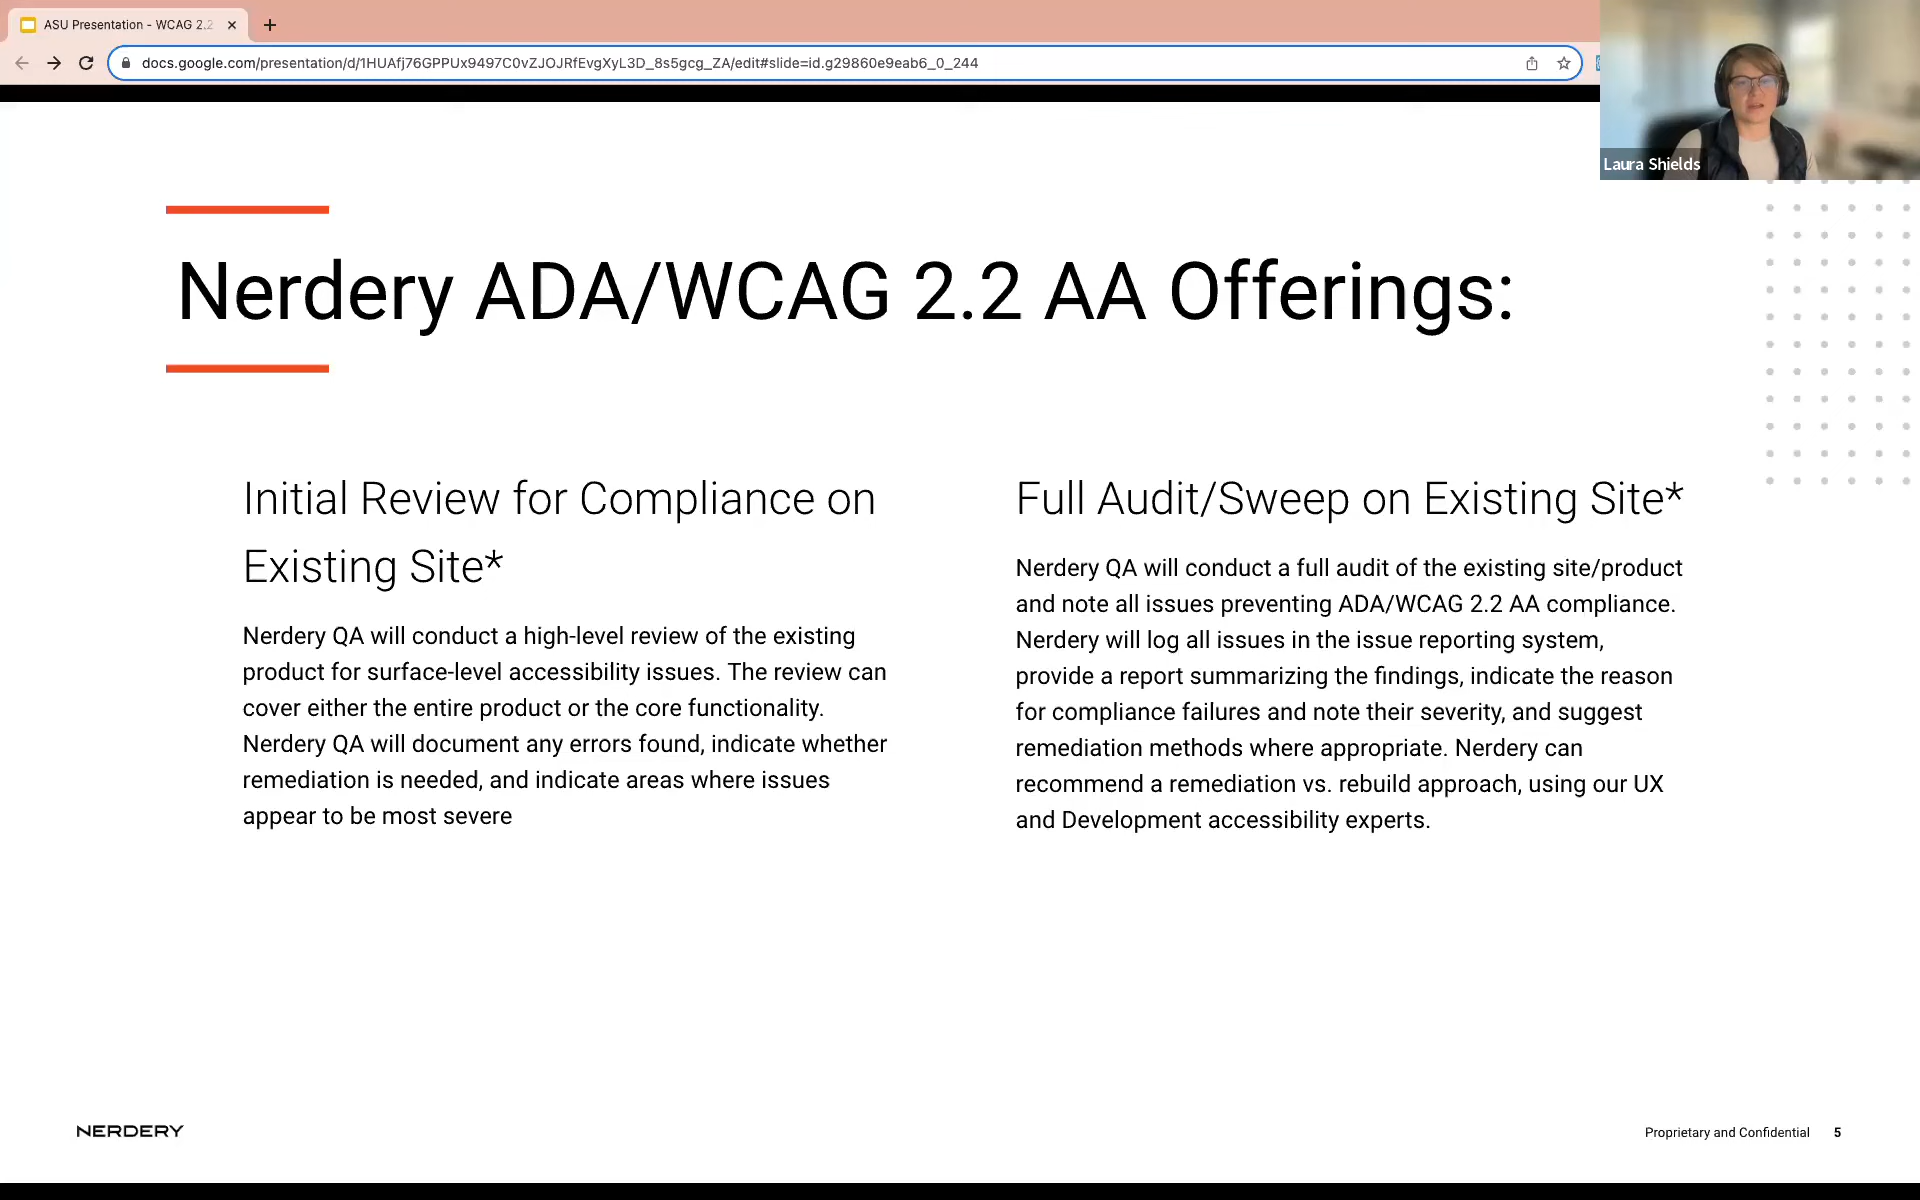 ASU Presentation - WCAG 2.2
docs.google.com/presentation/d/1HUAfj76GPPUx9497C0vZJOJRfEvgXyL3D_8s5gcg_ZA/edit#slide=id.g29860e9eab6_0_244
Laura Shields
Nerdery ADA/WCAG 2.2 AA Offerings:
Initial Review for Compliance on
Existing Site*
Nerdery QA will conduct a high-level review of the existing
product for surface-level accessibility issues. The review can
cover either the entire product or the core functionality.
Nerdery QA will document any errors found, indicate whether
remediation is needed, and indicate areas where issues
appear to be most severe
Full Audit/Sweep on Existing Site*
Nerdery QA will conduct a full audit of the existing site/product
and note all issues preventing ADA/WCAG 2.2 AA compliance.
Nerdery will log all issues in the issue reporting system,
provide a report summarizing the findings, indicate the reason
for compliance failures and note their severity, and suggest
remediation methods where appropriate. Nerdery can
recommend a remediation vs. rebuild approach, using our UX
and Development accessibility experts.
NERDERY
Proprietary and Confidential 5